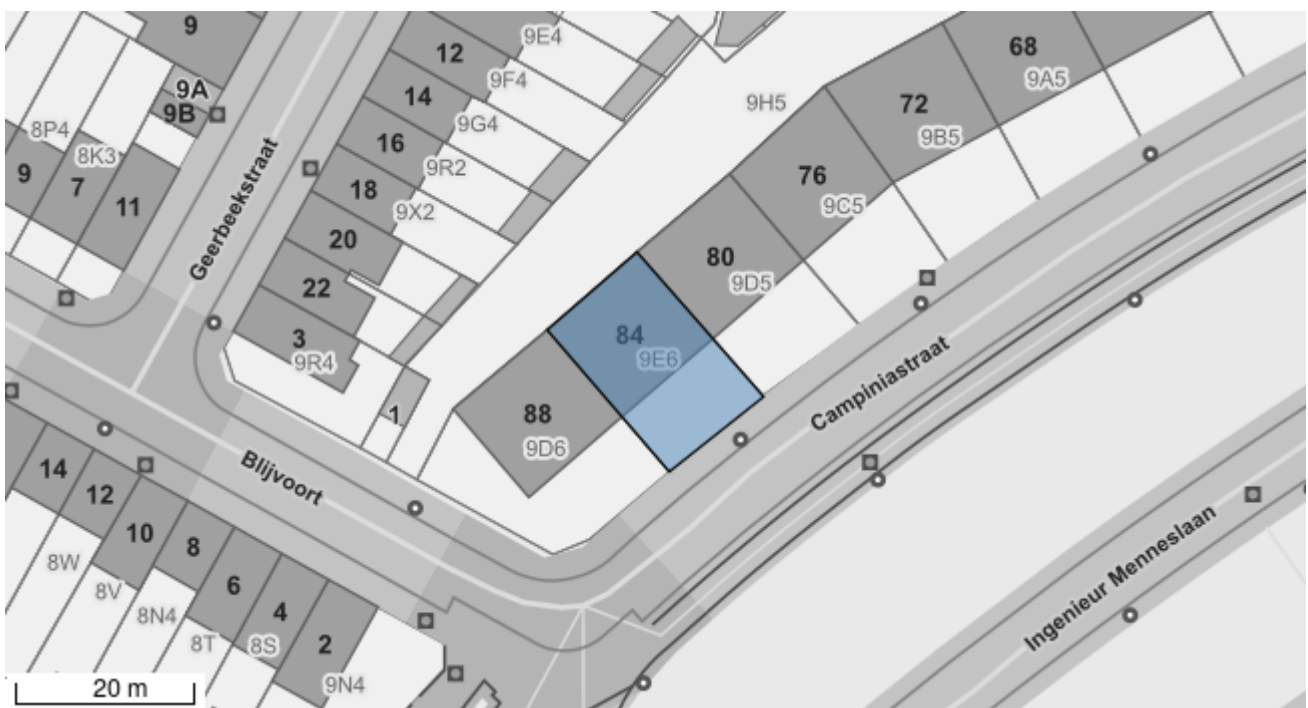 9
12
9E4
68
9A5
9A
9B
14
9F4
72
9H5
9B5
8P4
8K3
16
9G4
9
7
11
18
9R2
76
9C5
9X2
Geerbeekstraat
20
80
9D5
22
3
9R4
84
9E6
1
88
9D6
Campiniastraat
Blijvoort
14
12
10
8
6
4
2
8W
8V
8N4
8T
8S
9N4
Ingenieur Menneslaan
20 m